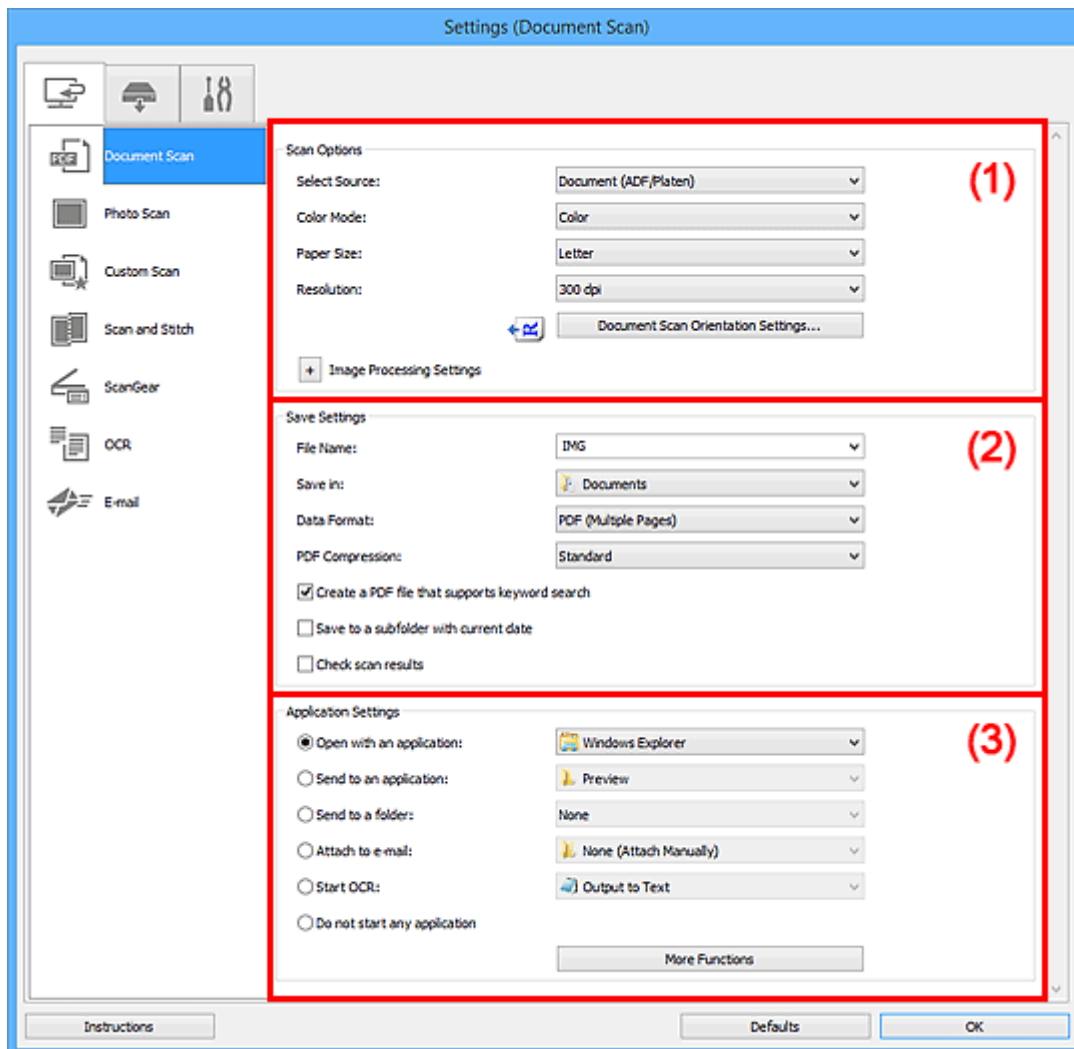 Settings (Document Scan)
PDF
Document Scan
Photo Scan
Custom Scan
Scan and Stitch
ScanGear
OCR
E-mail
Scan Options
(1)
Select Source: Document (ADF/Platen)
Color Mode: Color
Paper Size: Letter
Resolution: 300 dpi
R Document Scan Orientation Settings...
+ Image Processing Settings
Save Settings
(2)
File Name: IMG
Save in: Documents
Data Format: PDF (Multiple Pages)
PDF Compression: Standard
Create a PDF file that supports keyword search
Save to a subfolder with current date
Check scan results
Application Settings
(3)
Open with an application: Windows Explorer
Send to an application: Preview
Send to a folder: None
Attach to e-mail: None (Attach Manually)
Start OCR: Output to Text
Do not start any application
More Functions
Instructions Defaults OK